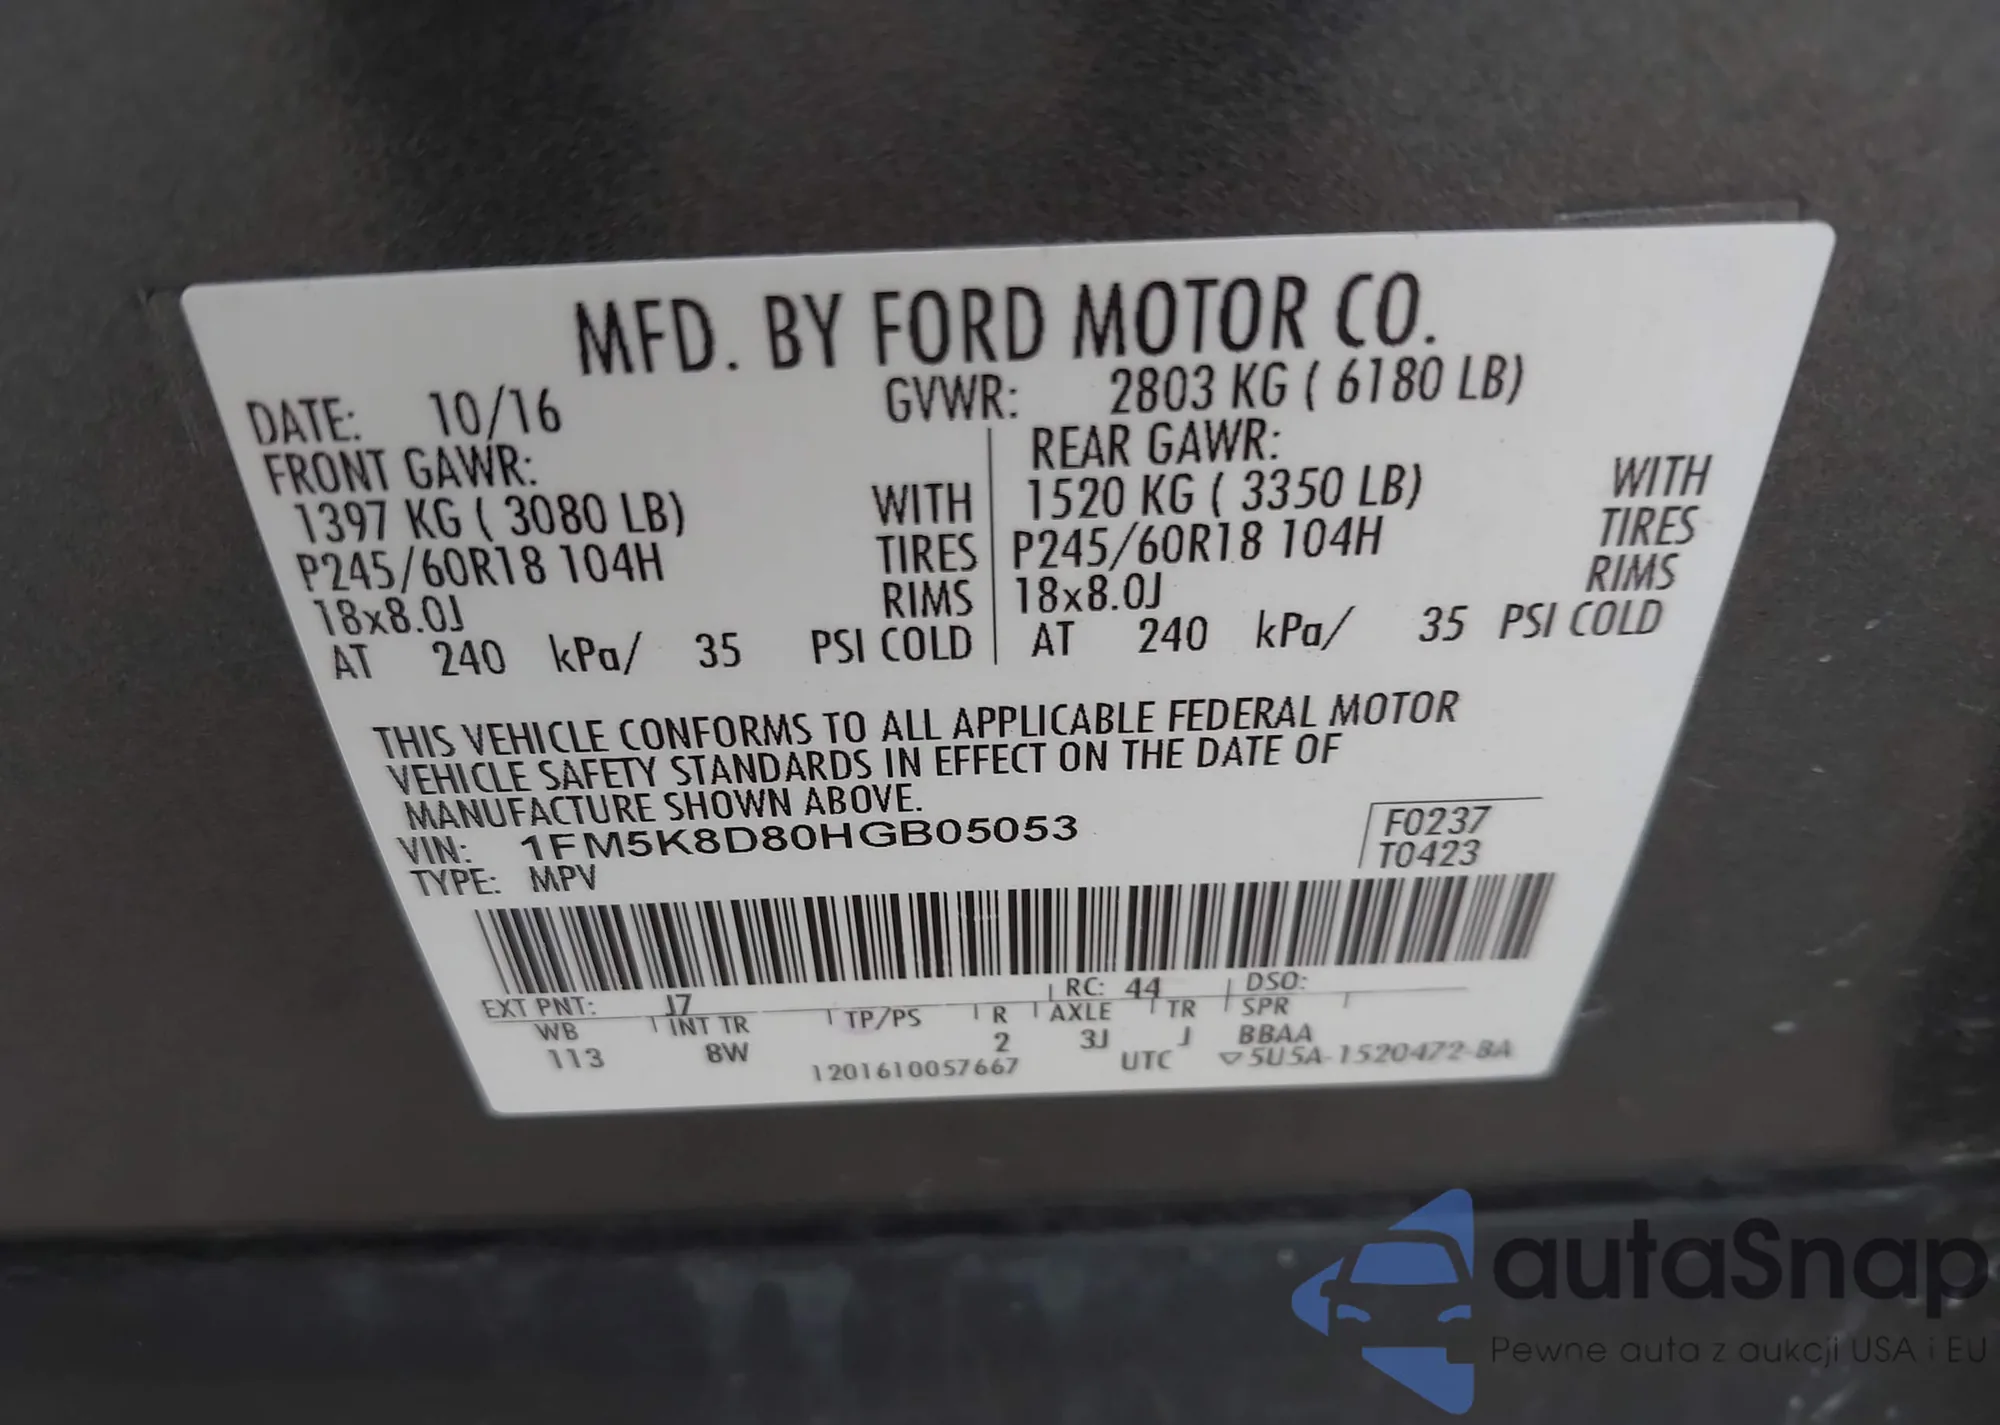 MFD. BY FORD MOTOR CO.
DATE: 10/16 GVWR: 2803 KG ( 6180 LB)
FRONT GAWR: REAR GAWR:
1397 KG ( 3080 LB) WITH 1520 KG ( 3350 LB) WITH
P245/60R18 104H TIRES P245/60R18 104H TIRES
18x8.0J RIMS 18x8.0J RIMS
AT 240 kPa/ 35 PSI COLD AT 240 kPa/ 35 PSI COLD
THIS VEHICLE CONFORMS TO ALL APPLICABLE FEDERAL MOTOR
VEHICLE SAFETY STANDARDS IN EFFECT ON THE DATE OF
MANUFACTURE SHOWN ABOVE.
VIN: 1FM5K8D80HGB05053 F0237
TYPE: MPV T0423
EXT PNT: J7 RC: 44 DSO:
WB INT TR TP/PS R AXLE TR SPR
113 8W 2 3J J BBAA
1201610057667 UTC ▽5U5A-1520472-BA
autaSnap
Pewne auta z aukcji USA i EU